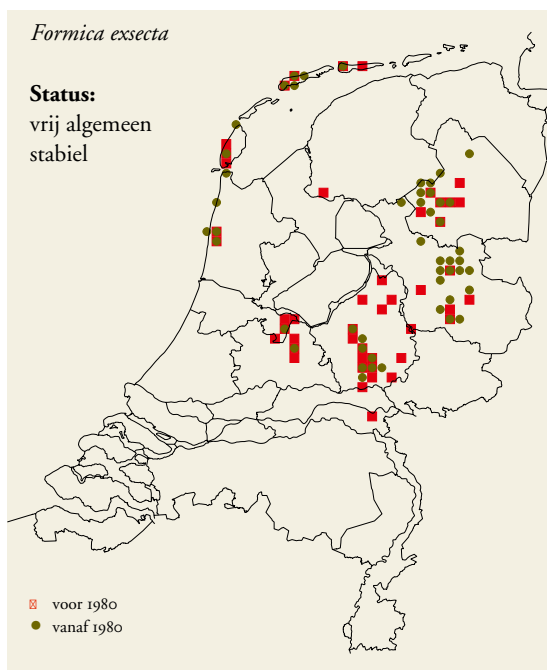 Formica exsecta
Status:
vrij algemeen
stabiel
voor 1980
vanaf 1980